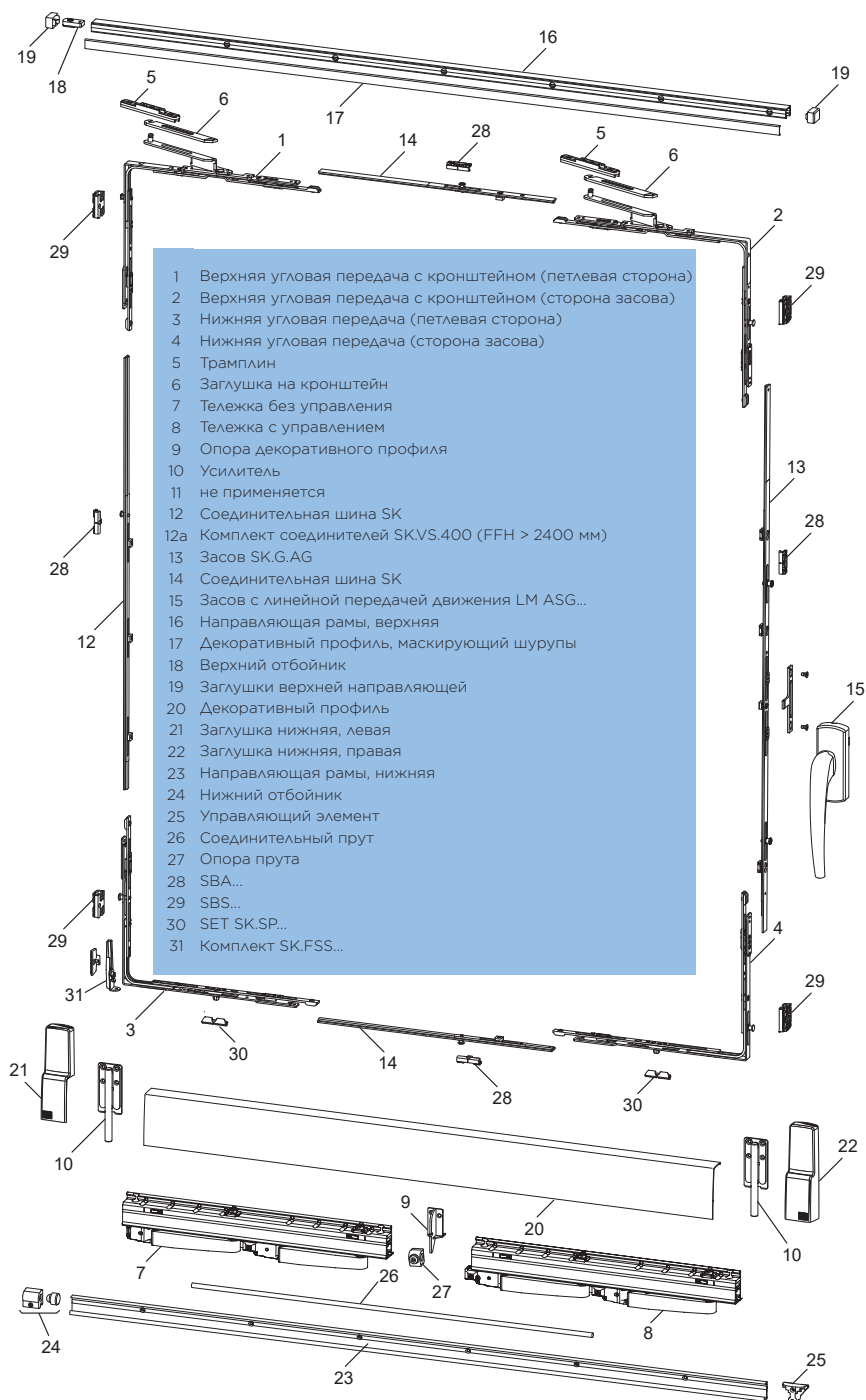 19
18
16
17
19
5
6
1
14
28
5
6
2
29
29
1 Верхняя угловая передача с кронштейном (петлевая сторона)
2 Верхняя угловая передача с кронштейном (сторона засова)
3 Нижняя угловая передача (петлевая сторона)
4 Нижняя угловая передача (сторона засова)
5 Трамплин
6 Заглушка на кронштейн
7 Тележка без управления
8 Тележка с управлением
9 Опора декоративного профиля
10 Усилитель
11 не применяется
12 Соединительная шина SK
12a Комплект соединителей SK.VS.400 (FFH > 2400 мм)
13 Засов SK.G.AG
14 Соединительная шина SK
15 Засов с линейной передачей движения LM ASG...
16 Направляющая рамы, верхняя
17 Декоративный профиль, маскирующий шурупы
18 Верхний отбойник
19 Заглушки верхней направляющей
20 Декоративный профиль
21 Заглушка нижняя, левая
22 Заглушка нижняя, правая
23 Направляющая рамы, нижняя
24 Нижний отбойник
25 Управляющий элемент
26 Соединительный прут
27 Опора прута
28 SBA...
29 SBS...
30 SET SK.SP...
31 Комплект SK.FSS...
13
28
28
12
15
29
4
31
29
3
30
14
28
30
21
10
22
10
20
9
7
27
26
8
24
23
25